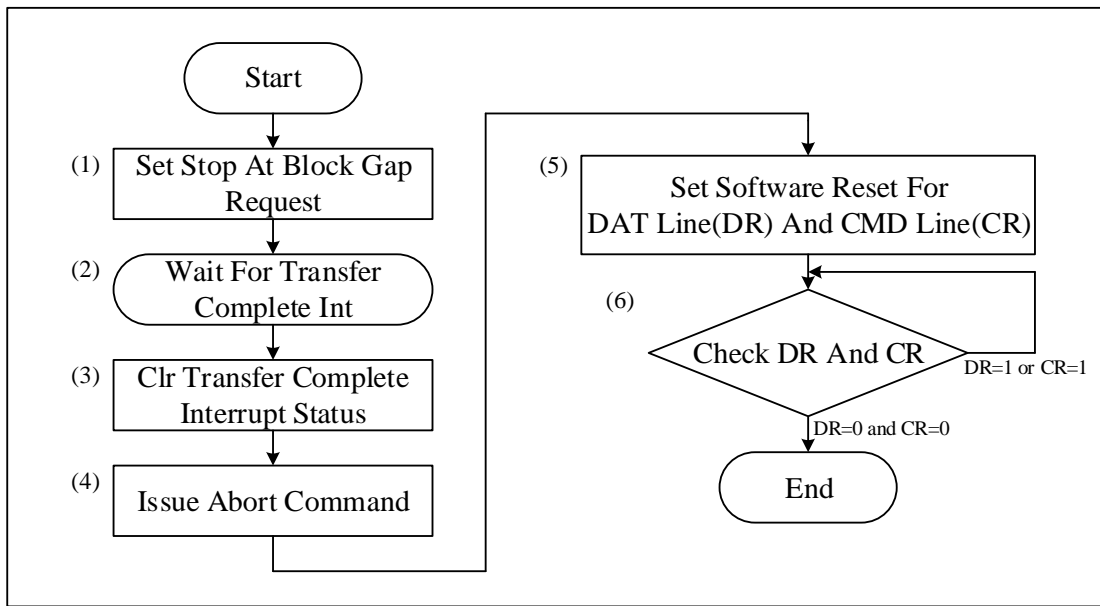 Start
(1)
Set Stop At Block Gap
Request
(2)
Wait For Transfer
Complete Int
(3)
Clr Transfer Complete
Interrupt Status
(4)
Issue Abort Command
(5)
Set Software Reset For
DAT Line(DR) And CMD Line(CR)
(6)
Check DR And CR
DR=1 or CR=1
DR=0 and CR=0
End